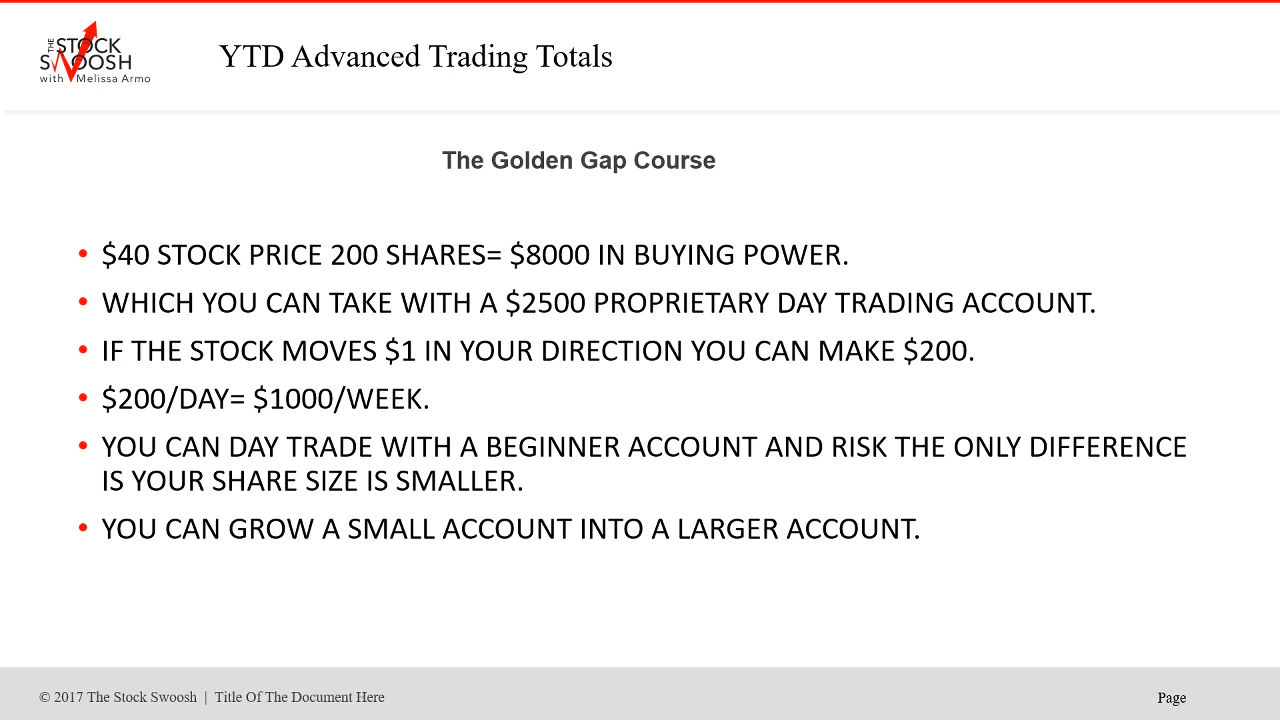 THE STOCK
SWOOSH
with Melissa Armo
YTD Advanced Trading Totals
The Golden Gap Course
• $40 STOCK PRICE 200 SHARES= $8000 IN BUYING POWER.
• WHICH YOU CAN TAKE WITH A $2500 PROPRIETARY DAY TRADING ACCOUNT.
• IF THE STOCK MOVES $1 IN YOUR DIRECTION YOU CAN MAKE $200.
• $200/DAY= $1000/WEEK.
• YOU CAN DAY TRADE WITH A BEGINNER ACCOUNT AND RISK THE ONLY DIFFERENCE
IS YOUR SHARE SIZE IS SMALLER.
• YOU CAN GROW A SMALL ACCOUNT INTO A LARGER ACCOUNT.
© 2017 The Stock Swoosh | Title Of The Document Here
Page